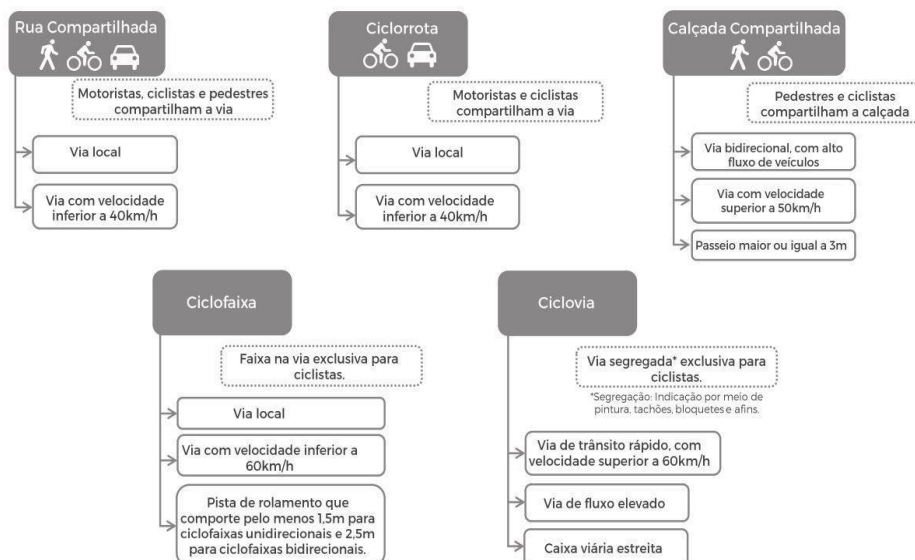 Rua Compartilhada
Motoristas, ciclistas e pedestres
compartilham a via
Via local
Via com velocidade
inferior a 40km/h
Ciclorrota
Motoristas e ciclistas
compartilham a via
Via local
Via com velocidade
inferior a 40km/h
Calçada Compartilhada
Pedestres e ciclistas
compartilham a calçada
Via bidirecional, com alto
fluxo de veículos
Via com velocidade
superior a 50km/h
Passeio maior ou igual a 3m
Ciclofaixa
Faixa na via exclusiva para
ciclistas.
Via local
Via com velocidade inferior a
60km/h
Pista de rolamento que
comporte pelo menos 1,5m para
ciclofaixas unidirecionais e 2,5m
para ciclofaixas bidirecionais.
Ciclovia
Via segregada* exclusiva para
ciclistas.
*Segregação: Indicação por meio de
pintura, tachões, bloquetes e afins.
Via de trânsito rápido, com
velocidade superior a 60km/h
Via de fluxo elevado
Caixa viária estreita